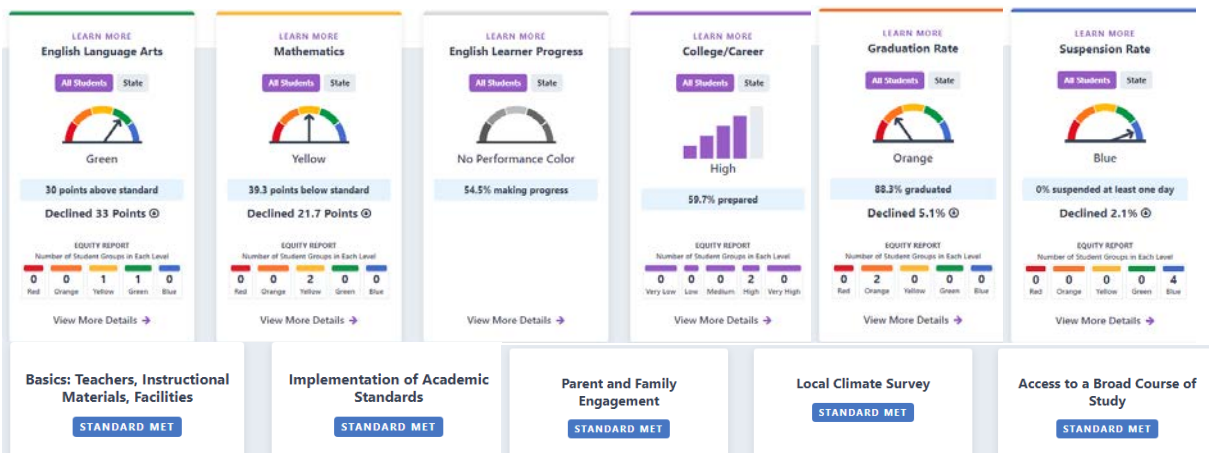 LEARN MORE
English Language Arts
All Students State
Green
30 points above standard
Declined 33 Points
EQUITY REPORT
Number of Student Groups in Each Level
0 0 1 1 0
Red Orange Yellow Green Blue
View More Details
LEARN MORE
Mathematics
All Students State
Yellow
39.3 points below standard
Declined 21.7 Points
EQUITY REPORT
Number of Student Groups in Each Level
0 0 2 0 0
Red Orange Yellow Green Blue
View More Details
LEARN MORE
English Learner Progress
All Students State
No Performance Color
54.5% making progress
View More Details
LEARN MORE
College/Career
All Students State
High
59.7% prepared
EQUITY REPORT
Number of Student Groups in Each Level
0 0 0 2 0
Very Low Low Medium High Very High
View More Details
LEARN MORE
Graduation Rate
All Students State
Orange
88.3% graduated
Declined 5.1%
EQUITY REPORT
Number of Student Groups in Each Level
0 2 0 0 0
Red Orange Yellow Green Blue
View More Details
LEARN MORE
Suspension Rate
All Students State
Blue
0% suspended at least one day
Declined 2.1%
EQUITY REPORT
Number of Student Groups in Each Level
0 0 0 0 4
Red Orange Yellow Green Blue
View More Details
Basics: Teachers, Instructional
Materials, Facilities
STANDARD MET
Implementation of Academic
Standards
STANDARD MET
Parent and Family
Engagement
STANDARD MET
Local Climate Survey
STANDARD MET
Access to a Broad Course of
Study
STANDARD MET